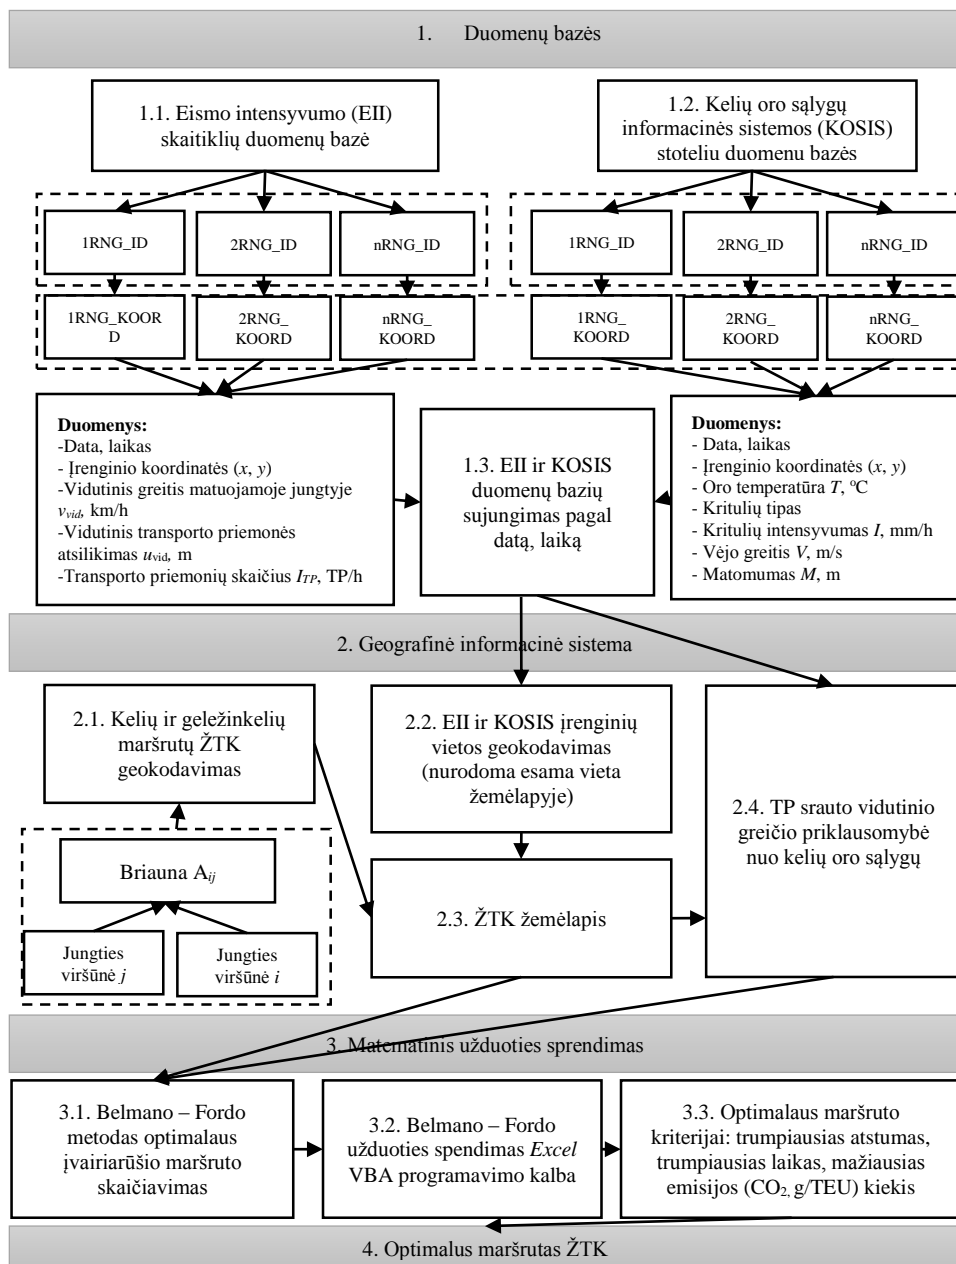 1. Duomenų bazės
1.1. Eismo intensyvumo (EII)
skaitiklių duomenų bazė
1.2. Kelių oro sąlygų
informacinės sistemos (KOSIS)
stoteliu duomenu bazės
1RNG_ID
2RNG_ID
nRNG_ID
1RNG_ID
2RNG_ID
nRNG_ID
1RNG_KOOR
D
2RNG_
KOORD
nRNG_
KOORD
1RNG_
KOORD
2RNG_
KOORD
nRNG_
KOORD
Duomenys:
-Data, laikas
- Įrenginio koordinatės (x, y)
-Vidutinis greitis matuojamoje jungtyje
vvid, km/h
-Vidutinis transporto priemonės
atsilikimas uvid, m
-Transporto priemonių skaičius ITP, TP/h
1.3. EII ir KOSIS
duomenų bazių
sujungimas pagal
datą, laiką
Duomenys:
- Data, laikas
- Įrenginio koordinatės (x, y)
- Oro temperatūra T, ºC
- Kritulių tipas
- Kritulių intensyvumas I, mm/h
- Vėjo greitis V, m/s
- Matomumas M, m
2. Geografinė informacinė sistema
2.1. Kelių ir geležinkelių
maršrutų ŽTK
geokodavimas
2.2. EII ir KOSIS įrenginių
vietos geokodavimas
(nurodoma esama vieta
žemėlapyje)
2.4. TP srauto vidutinio
greičio priklausomybė
nuo kelių oro sąlygų
Briauna Aij
Jungties
viršūnė j
Jungties
viršūnė i
2.3. ŽTK žemėlapis
3. Matematinis užduoties sprendimas
3.1. Belmano – Fordo
metodas optimalaus
įvairiarūšio maršruto
skaičiavimas
3.2. Belmano – Fordo
užduoties spendimas Excel
VBA programavimo kalba
3.3. Optimalaus maršruto
kriterijai: trumpiausias atstumas,
trumpiausias laikas, mažiausias
emisijos (CO2, g/TEU) kiekis
4. Optimalus maršrutas ŽTK